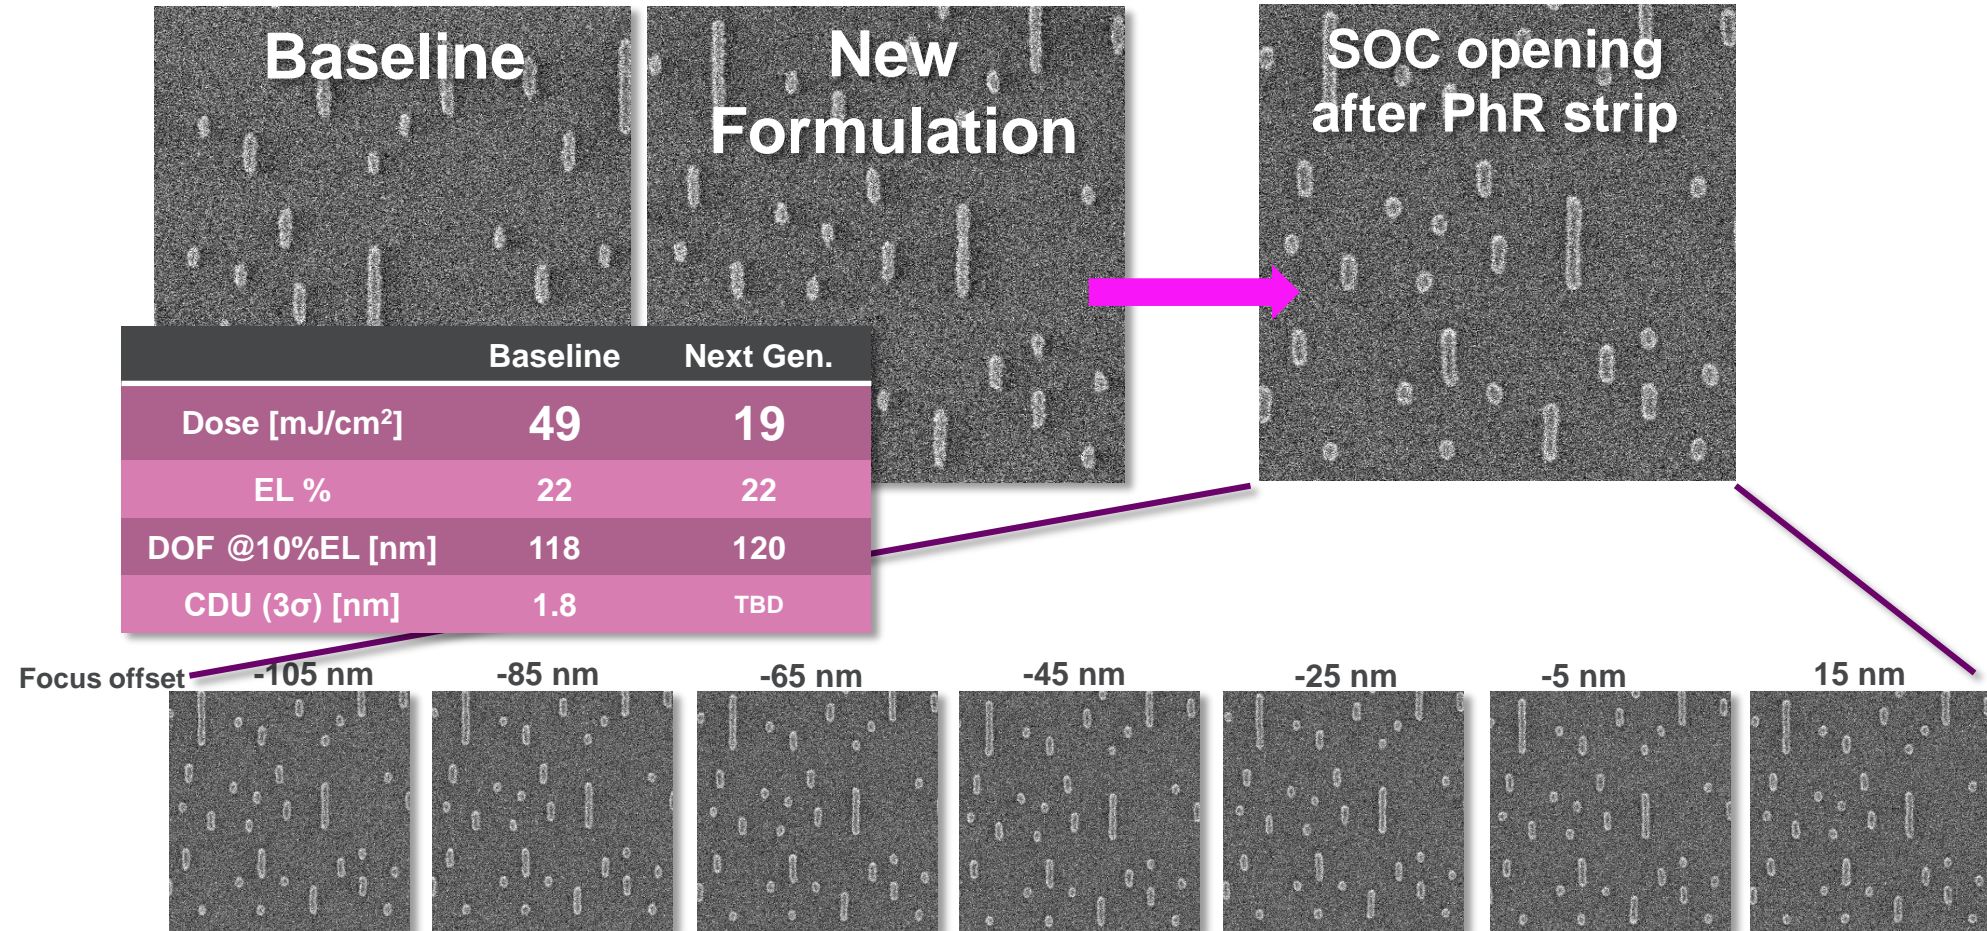 Baseline
New
Formulation
SOC opening
after PhR strip
Baseline Next Gen.
Dose [mJ/cm²] 49 19
EL % 22 22
DOF @10%EL [nm] 118 120
CDU (3σ) [nm] 1.8 TBD
Focus offset -105 nm -85 nm -65 nm -45 nm -25 nm -5 nm 15 nm